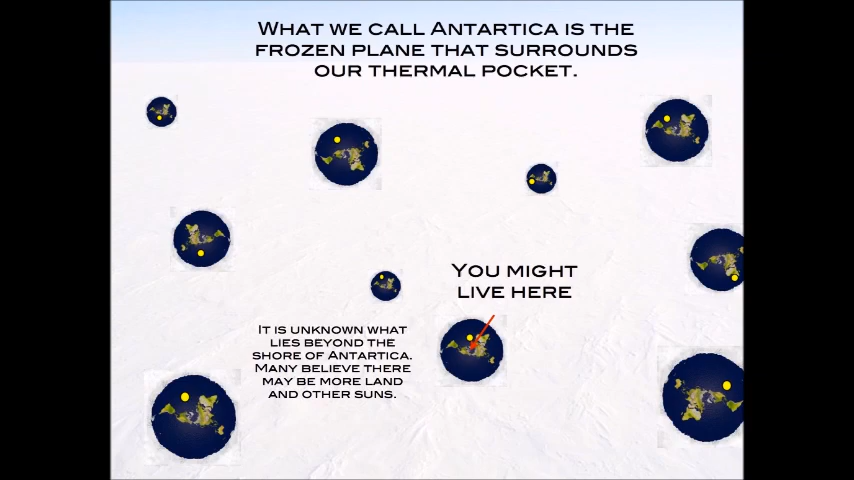 What we call Antartica is the
frozen plane that surrounds
our thermal pocket.
You might
live here
It is unknown what
lies beyond the
shore of Antartica.
Many believe there
may be more land
and other suns.